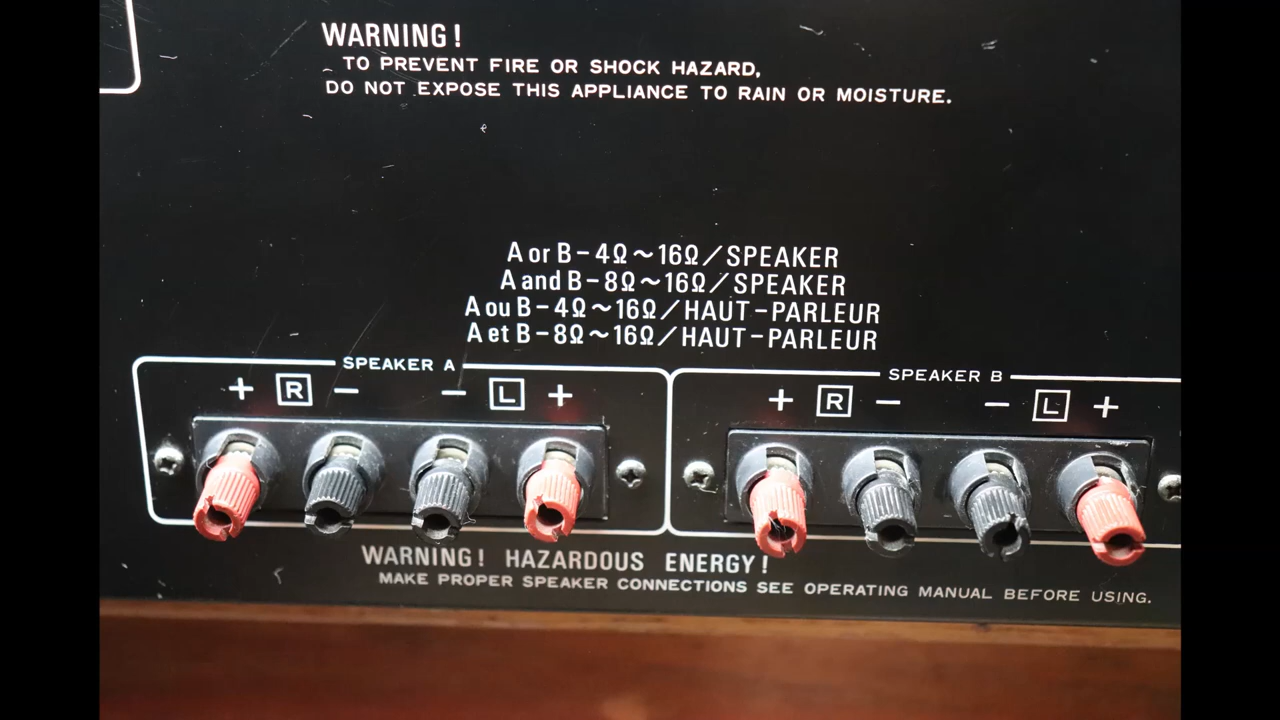 WARNING!
TO PREVENT FIRE OR SHOCK HAZARD,
DO NOT EXPOSE THIS APPLIANCE TO RAIN OR MOISTURE.
A or B－4Ω～16Ω／SPEAKER
A and B－8Ω～16Ω／SPEAKER
A ou B－4Ω～16Ω／HAUT－PARLEUR
A et B－8Ω～16Ω／HAUT－PARLEUR
SPEAKER A
SPEAKER B
+ R − − L +
+ R − − L +
WARNING! HAZARDOUS ENERGY!
MAKE PROPER SPEAKER CONNECTIONS SEE OPERATING MANUAL BEFORE USING.